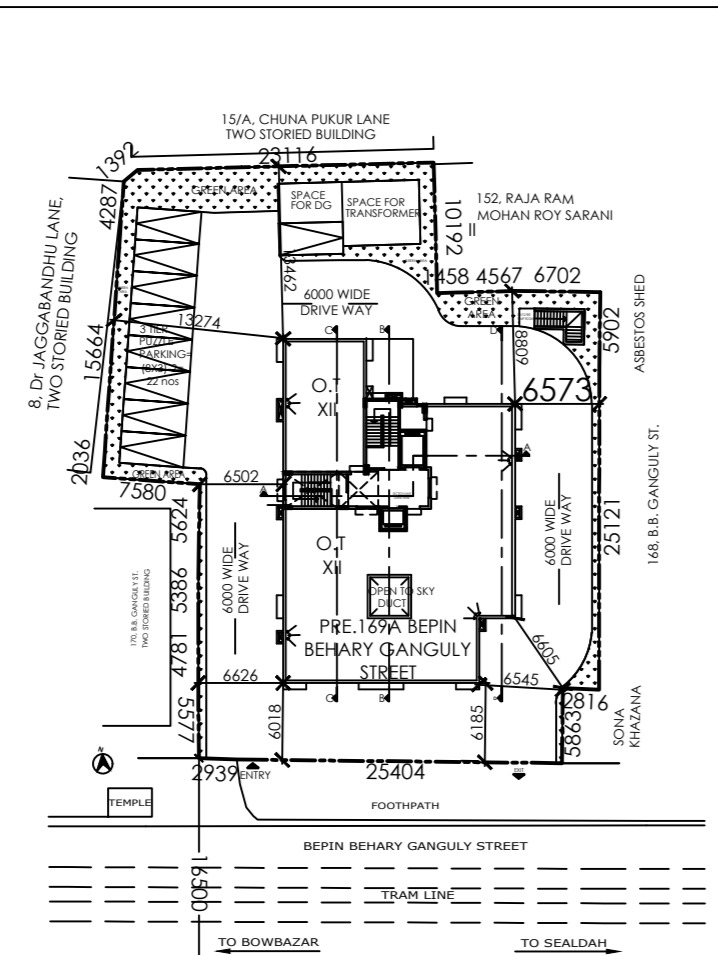 15/A, CHUNA PUKUR LANE
TWO STORIED BUILDING
23116
1392
4287
GREEN AREA
SPACE
FOR DG
SPACE FOR
TRANSFORMER
10192
152, RAJA RAM
MOHAN ROY SARANI
8, Dr JAGGABANDHU LANE,
TWO STORIED BUILDING
3462
1458 4567 6702
6000 WIDE
DRIVE WAY
GREEN
AREA
5902
ASBESTOS SHED
15664
13274
3 TIER
PUZZLE
PARKING=
22 nos
C
B
D
8809
O.T
XII
6573
2036
GREEN AREA
7580
6502
A
A
5624
6000 WIDE
DRIVE WAY
O.T
XII
6000 WIDE
DRIVE WAY
25121
168, B.B. GANGULY ST.
170, B.B. GANGULY ST.
TWO STORIED BUILDING
5386
OPEN TO SKY
DUCT
4781
PRE.169A BEPIN
BEHARY GANGULY
STREET
6605
6626
6545
C
B
5577
6018
6185
2816
5863
SONA
KHAZANA
N
2939
ENTRY
25404
EXIT
TEMPLE
FOOTHPATH
BEPIN BEHARY GANGULY STREET
16500
TRAM LINE
TO BOWBAZAR
TO SEALDAH